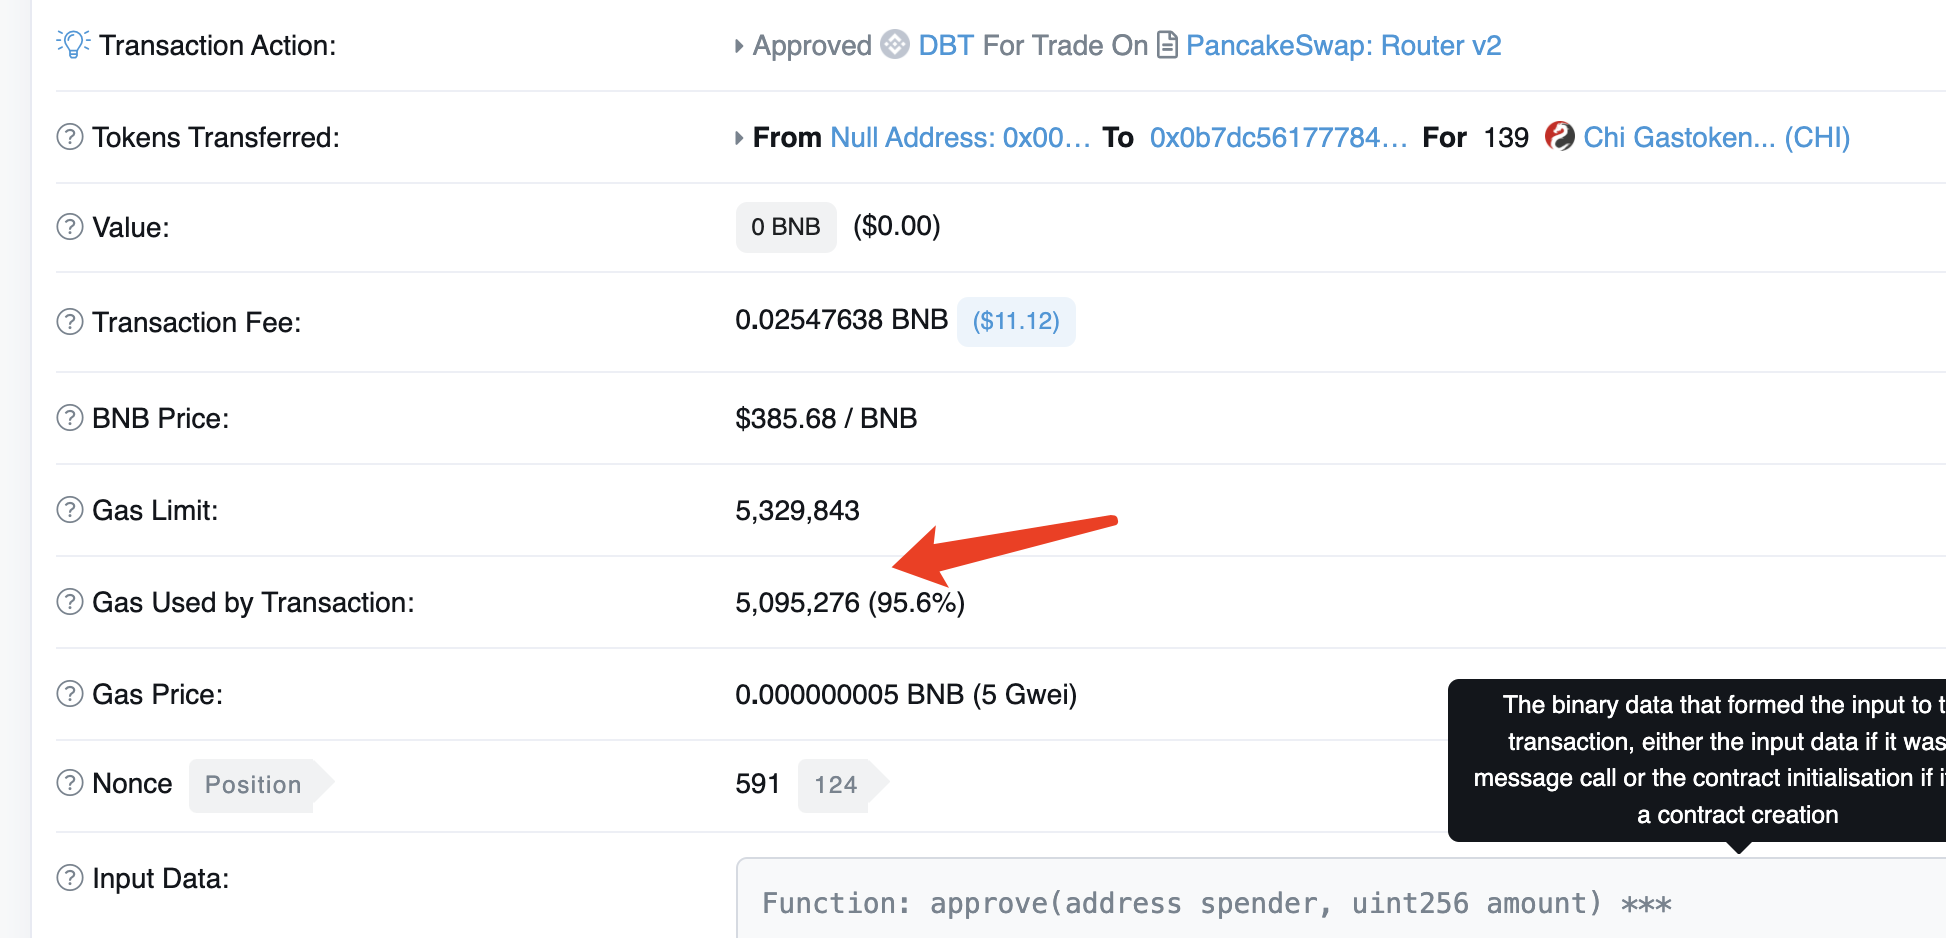 Transaction Action: Approved DBT For Trade On PancakeSwap: Router v2
Tokens Transferred: From Null Address: 0x00... To 0x0b7dc56177784... For 139 Chi Gastoken... (CHI)
Value: 0 BNB ($0.00)
Transaction Fee: 0.02547638 BNB ($11.12)
BNB Price: $385.68 / BNB
Gas Limit: 5,329,843
Gas Used by Transaction: 5,095,276 (95.6%)
Gas Price: 0.000000005 BNB (5 Gwei)
Nonce Position 591 124
The binary data that formed the input to t
transaction, either the input data if it was
message call or the contract initialisation if i
a contract creation
Input Data:
Function: approve(address spender, uint256 amount) ***